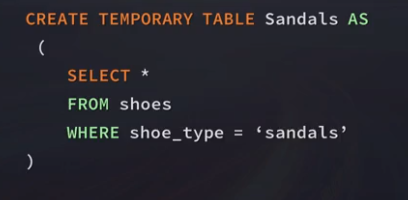 CREATE TEMPORARY TABLE Sandals AS
(
SELECT *
FROM shoes
WHERE shoe_type = ‘sandals’
)